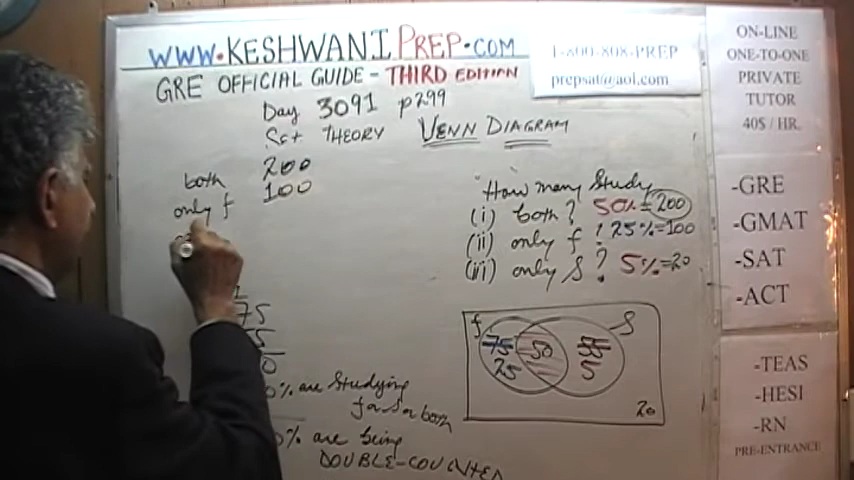 WWW.KESHWANIPREP.COM
GRE OFFICIAL GUIDE - THIRD EDITION
Day 3091 p299
Set THEORY VENN DIAGRAM
1-800-808-PREP
prepsat@aol.com
200
both 100
only f
75
How many Study
(i) both? 50%=200
(ii) only f? 25%=100
(iii) only S? 5%=20
f S
75 50 55
25 5
20
% are Studying
f or S or both
% are being
DOUBLE-COUNTED
ON-LINE
ONE-TO-ONE
PRIVATE
TUTOR
40$ / HR.
-GRE
-GMAT
-SAT
-ACT
-TEAS
-HESI
-RN
PRE-ENTRANCE